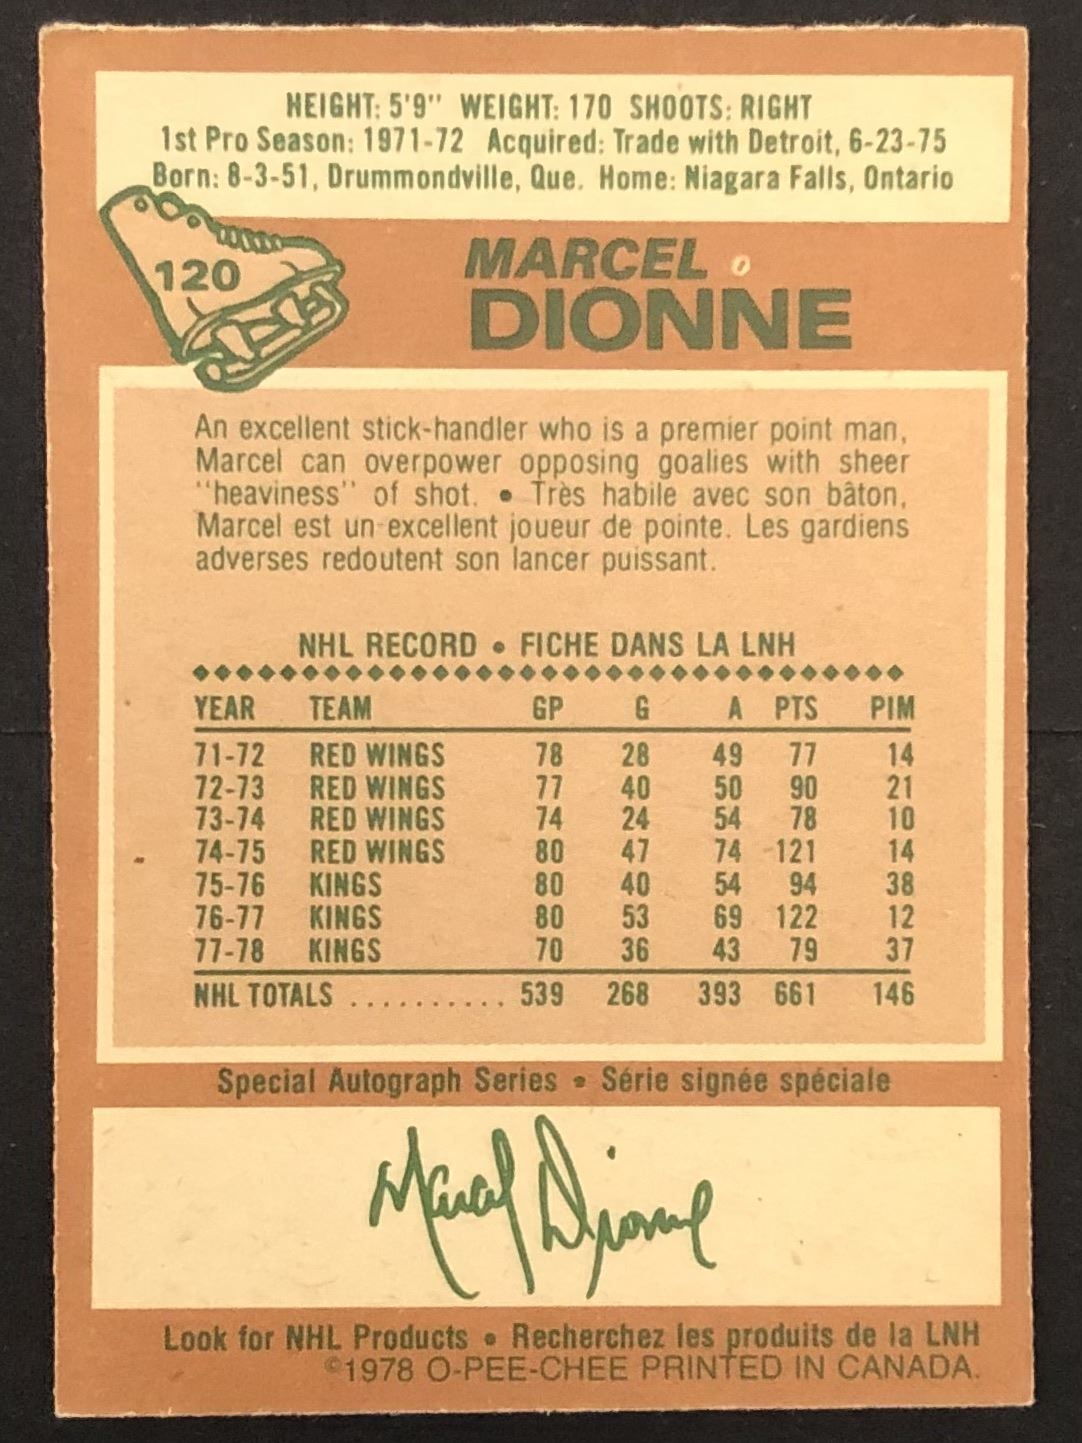 HEIGHT: 5'9" WEIGHT: 170 SHOOTS: RIGHT
1st Pro Season: 1971-72 Acquired: Trade with Detroit, 6-23-75
Born: 8-3-51, Drummondville, Que. Home: Niagara Falls, Ontario
120
MARCEL
DIONNE
An excellent stick-handler who is a premier point man,
Marcel can overpower opposing goalies with sheer
"heaviness" of shot. • Très habile avec son bâton,
Marcel est un excellent joueur de pointe. Les gardiens
adverses redoutent son lancer puissant.
NHL RECORD • FICHE DANS LA LNH
YEAR TEAM GP G A PTS PIM
71-72 RED WINGS 78 28 49 77 14
72-73 RED WINGS 77 40 50 90 21
73-74 RED WINGS 74 24 54 78 10
74-75 RED WINGS 80 47 74 121 14
75-76 KINGS 80 40 54 94 38
76-77 KINGS 80 53 69 122 12
77-78 KINGS 70 36 43 79 37
NHL TOTALS .......... 539 268 393 661 146
Special Autograph Series • Série signée spéciale
Marcel Dionne
Look for NHL Products • Recherchez les produits de la LNH
©1978 O-PEE-CHEE PRINTED IN CANADA.